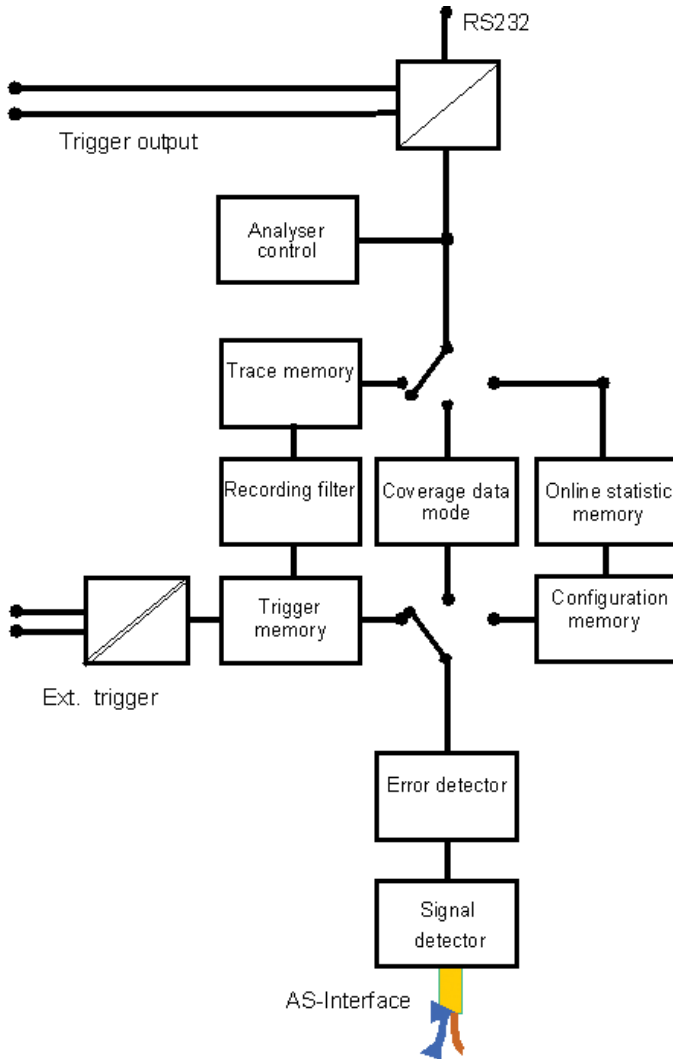 RS232
Trigger output
Analyser
control
Trace memory
Recording filter
Coverage data
mode
Online statistic
memory
Trigger
memory
Configuration
memory
Ext. trigger
Error detector
Signal
detector
AS-Interface